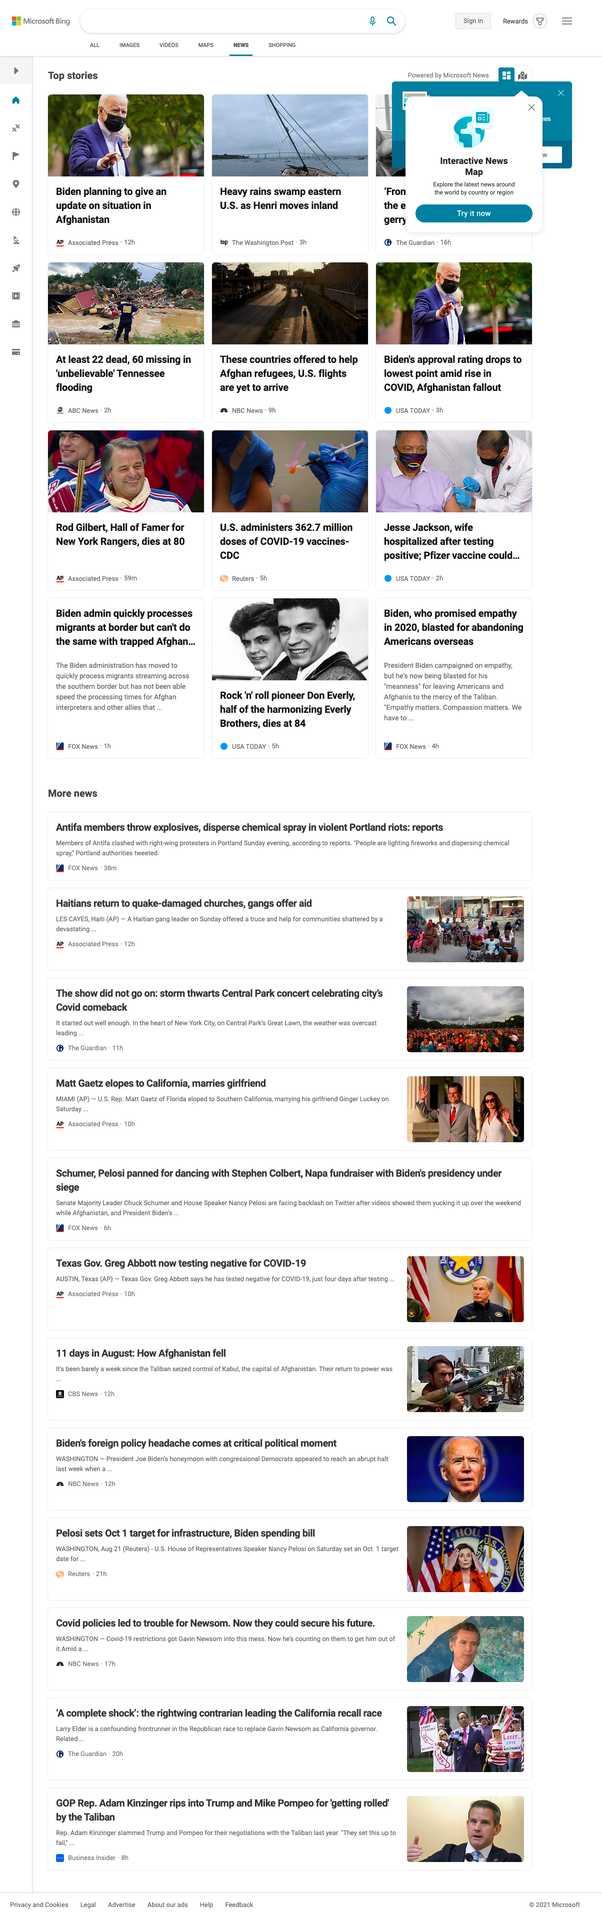 Microsoft Bing
Sign in
Rewards
ALL
IMAGES
VIDEOS
MAPS
NEWS
SHOPPING
Top stories
Powered by Microsoft News
Interactive News
Map
Explore the latest news around
the world by country or region
Try it now
Biden planning to give an
update on situation in
Afghanistan
AP Associated Press · 12h
Heavy rains swamp eastern
U.S. as Henri moves inland
wp The Washington Post · 3h
'From
the e
gerry
The Guardian · 16h
At least 22 dead, 60 missing in
'unbelievable' Tennessee
flooding
ABC News · 2h
These countries offered to help
Afghan refugees, U.S. flights
are yet to arrive
NBC News · 9h
Biden's approval rating drops to
lowest point amid rise in
COVID, Afghanistan fallout
USA TODAY · 3h
Rod Gilbert, Hall of Famer for
New York Rangers, dies at 80
AP Associated Press · 59m
U.S. administers 362.7 million
doses of COVID-19 vaccines-
CDC
Reuters · 5h
Jesse Jackson, wife
hospitalized after testing
positive; Pfizer vaccine could...
USA TODAY · 2h
Biden admin quickly processes
migrants at border but can't do
the same with trapped Afghan...
The Biden administration has moved to
quickly process migrants streaming across
the southern border but has not been able
speed the processing times for Afghan
interpreters and other allies that ...
FOX News · 1h
Rock 'n' roll pioneer Don Everly,
half of the harmonizing Everly
Brothers, dies at 84
USA TODAY · 5h
Biden, who promised empathy
in 2020, blasted for abandoning
Americans overseas
President Biden campaigned on empathy,
but he's now being blasted for his
"meanness" for leaving Americans and
Afghans to the mercy of the Taliban.
"Empathy matters. Compassion matters. We
have to ...
FOX News · 4h
More news
Antifa members throw explosives, disperse chemical spray in violent Portland riots: reports
Members of Antifa clashed with right-wing protesters in Portland Sunday evening, according to reports. "People are lighting fireworks and dispersing chemical
spray," Portland authorities tweeted.
FOX News · 38m
Haitians return to quake-damaged churches, gangs offer aid
LES CAYES, Haiti (AP) — A Haitian gang leader on Sunday offered a truce and help for communities shattered by a
devastating ...
AP Associated Press · 12h
The show did not go on: storm thwarts Central Park concert celebrating city's
Covid comeback
It started out well enough. In the heart of New York City, on Central Park's Great Lawn, the weather was overcast
leading ...
The Guardian · 11h
Matt Gaetz elopes to California, marries girlfriend
MIAMI (AP) — U.S. Rep. Matt Gaetz of Florida eloped to Southern California, marrying his girlfriend Ginger Luckey on
Saturday ...
AP Associated Press · 10h
Schumer, Pelosi panned for dancing with Stephen Colbert, Napa fundraiser with Biden's presidency under
siege
Senate Majority Leader Chuck Schumer and House Speaker Nancy Pelosi are facing backlash on Twitter after videos showed them yucking it up over the weekend
while Afghanistan, and President Biden's ...
FOX News · 6h
Texas Gov. Greg Abbott now testing negative for COVID-19
AUSTIN, Texas (AP) — Texas Gov. Greg Abbott says he has tested negative for COVID-19, just four days after testing ...
AP Associated Press · 10h
11 days in August: How Afghanistan fell
It's been barely a week since the Taliban seized control of Kabul, the capital of Afghanistan. Their return to power was
...
CBS News · 12h
Biden's foreign policy headache comes at critical political moment
WASHINGTON — President Joe Biden's honeymoon with congressional Democrats appeared to reach an abrupt halt
last week when a ...
NBC News · 12h
Pelosi sets Oct 1 target for infrastructure, Biden spending bill
WASHINGTON, Aug 21 (Reuters) - U.S. House of Representatives Speaker Nancy Pelosi on Saturday set an Oct. 1 target
date for ...
Reuters · 21h
Covid policies led to trouble for Newsom. Now they could secure his future.
WASHINGTON — Covid-19 restrictions got Gavin Newsom into this mess. Now he's counting on them to get him out of
it.Amid a ...
NBC News · 17h
'A complete shock': the rightwing contrarian leading the California recall race
Larry Elder is a confounding frontrunner in the Republican race to replace Gavin Newsom as California governor.
Related ...
The Guardian · 20h
GOP Rep. Adam Kinzinger rips into Trump and Mike Pompeo for 'getting rolled'
by the Taliban
Rep. Adam Kinzinger slammed Trump and Pompeo for their negotiations with the Taliban last year. "They set this up to
fail," ...
Business Insider · 8h
Privacy and Cookies
Legal
Advertise
About our ads
Help
Feedback
© 2021 Microsoft